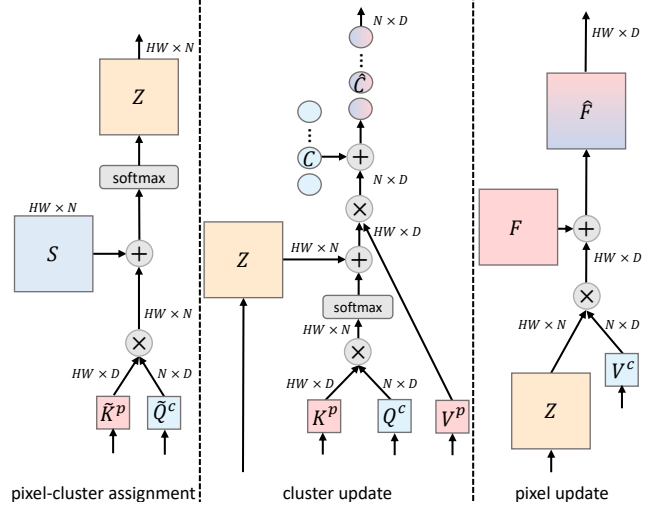 HW × N
Z
softmax
HW × N
S
+
HW × N
×
HW × D
N × D
K̃ᵖ
Q̃ᶜ
pixel-cluster assignment
N × D
Ĉ
C
+
N × D
×
HW × D
Z
HW × N
+
softmax
HW × N
×
HW × D
N × D
Kᵖ
Qᶜ
Vᵖ
cluster update
HW × D
F̂
F
+
HW × D
×
HW × N
N × D
Vᶜ
Z
pixel update